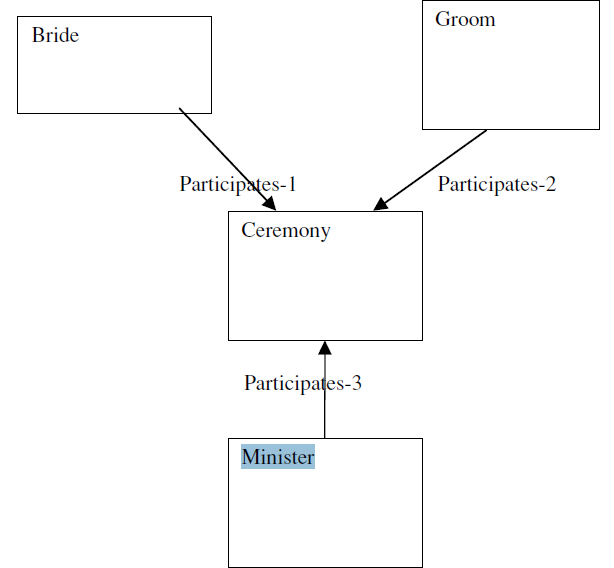 Bride
Groom
Participates-1
Participates-2
Ceremony
Participates-3
Minister